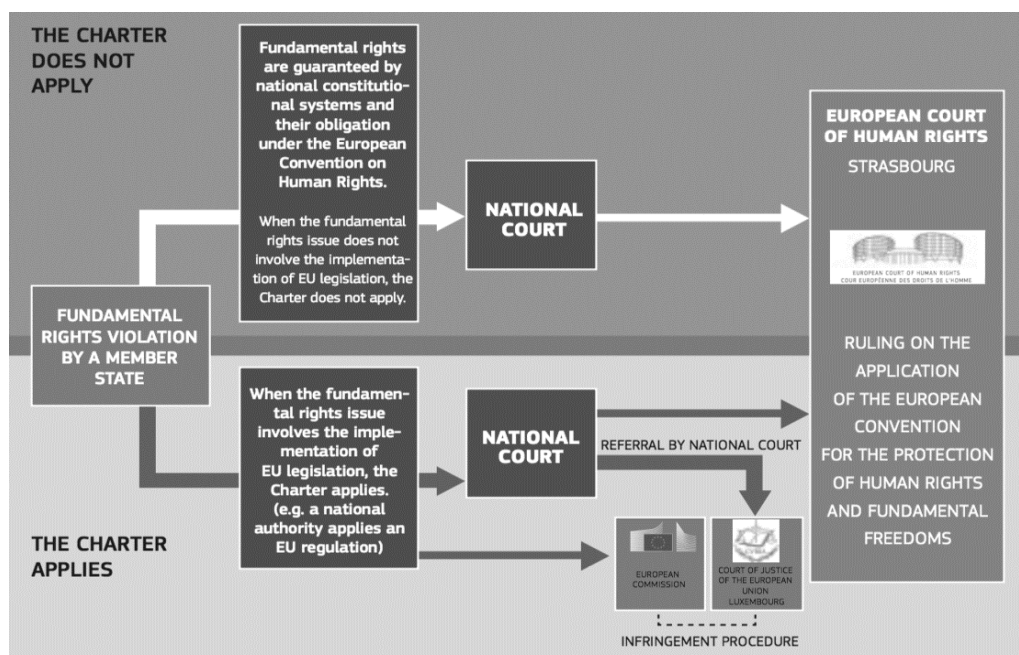 THE CHARTER
DOES NOT
APPLY
Fundamental rights
are guaranteed by
national constitutio-
nal systems and
their obligation
under the European
Convention on
Human Rights.
When the fundamental
rights issue does not
involve the implementa-
tion of EU legislation, the
Charter does not apply.
NATIONAL
COURT
EUROPEAN COURT
OF HUMAN RIGHTS
STRASBOURG
EUROPEAN COURT OF HUMAN RIGHTS
COUR EUROPÉENNE DES DROITS DE L'HOMME
RULING ON THE
APPLICATION
OF THE EUROPEAN
CONVENTION
FOR THE PROTECTION
OF HUMAN RIGHTS
AND FUNDAMENTAL
FREEDOMS
FUNDAMENTAL
RIGHTS VIOLATION
BY A MEMBER
STATE
When the fundamen-
tal rights issue
involves the imple-
mentation of
EU legislation, the
Charter applies.
(e.g. a national
authority applies an
EU regulation)
NATIONAL
COURT
REFERRAL BY NATIONAL COURT
THE CHARTER
APPLIES
EUROPEAN
COMMISSION
COURT OF JUSTICE
OF THE EUROPEAN
UNION
LUXEMBOURG
INFRINGEMENT PROCEDURE